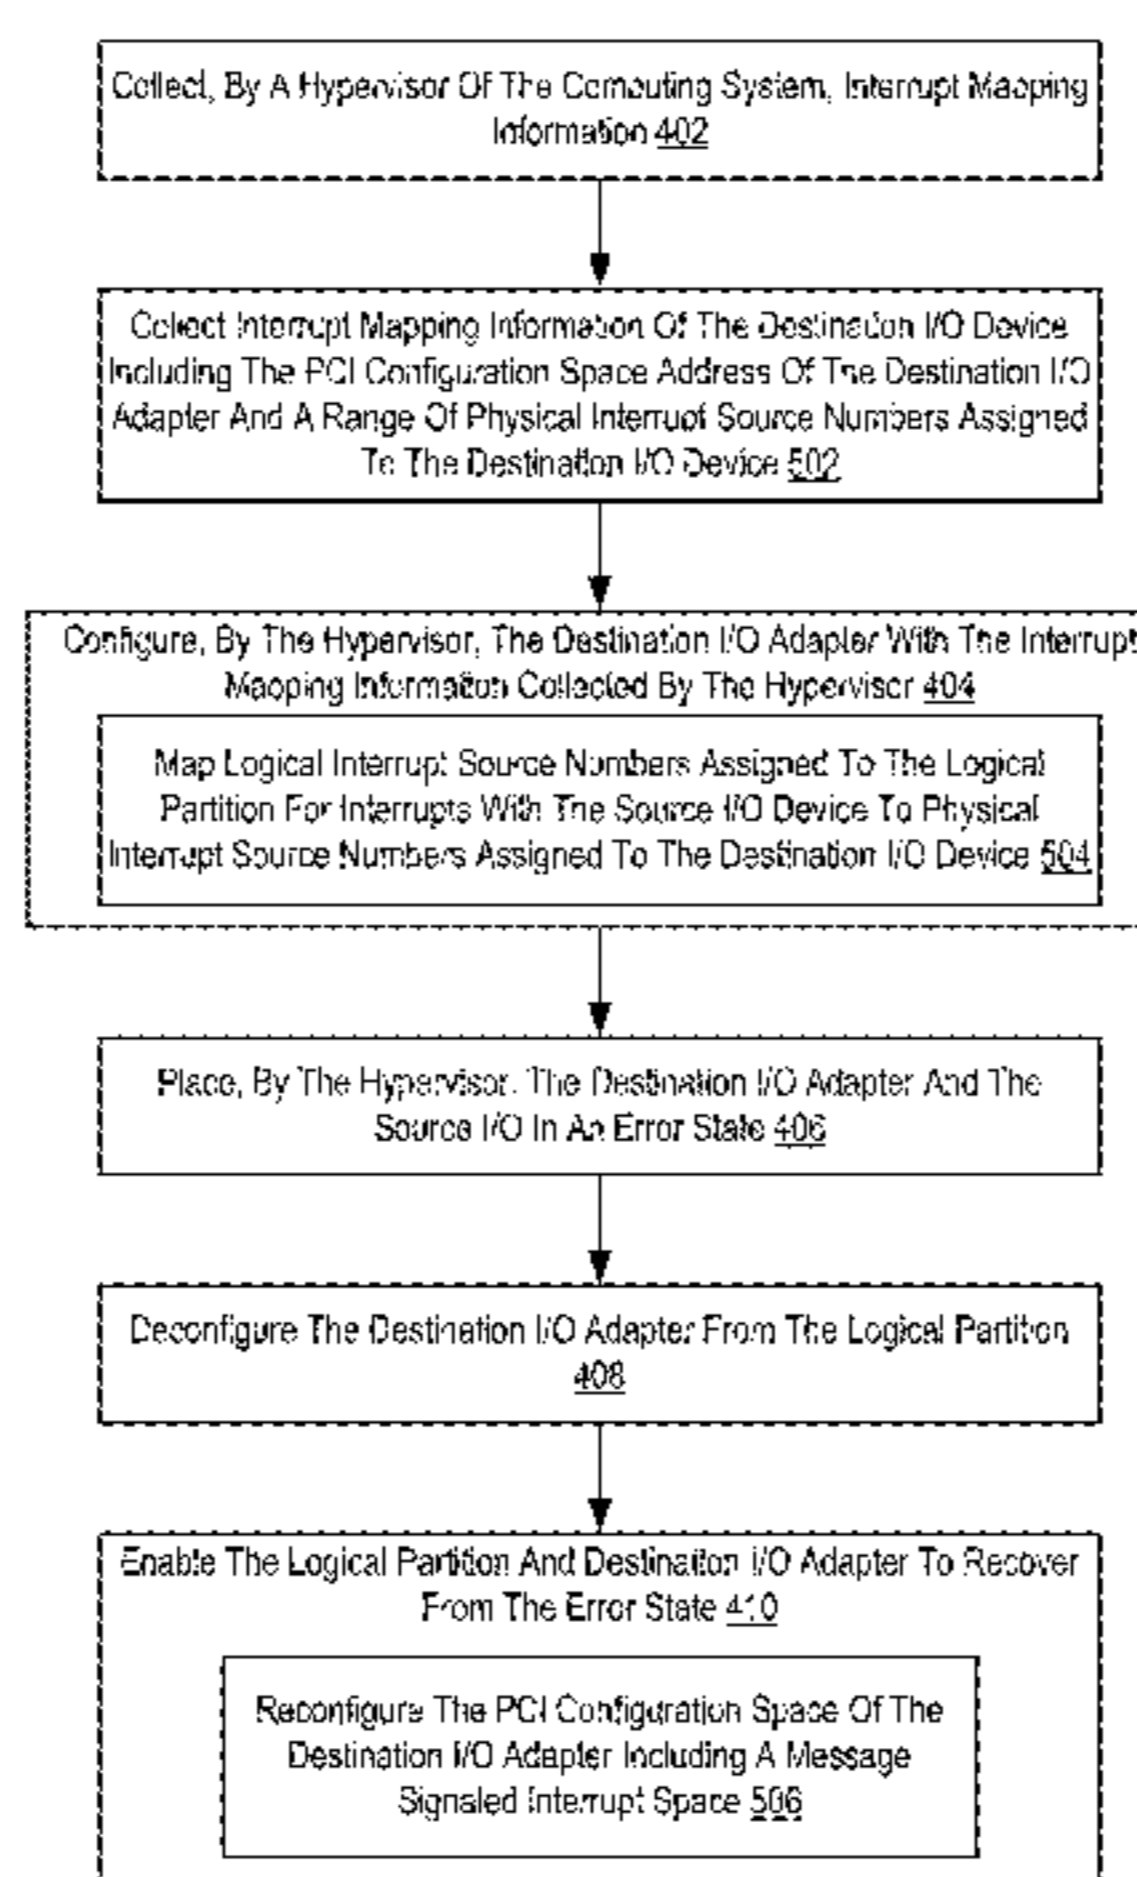 Collect, By A Hypervisor Of The Computing System, Interrupt Mapping
Information 402
Collect Interrupt Mapping Information Of The Destination I/O Device
Including The PCI Configuration Space Address Of The Destination I/O
Adapter And A Range Of Physical Interrupt Source Numbers Assigned
To The Destination I/O Device 502
Configure, By The Hypervisor, The Destination I/O Adapter With The Interrupt
Mapping Information Collected By The Hypervisor 404
Map Logical Interrupt Source Numbers Assigned To The Logical
Partition For Interrupts With The Source I/O Device To Physical
Interrupt Source Numbers Assigned To The Destination I/O Device 504
Place, By The Hypervisor, The Destination I/O Adapter And The
Source I/O In An Error State 406
Deconfigure The Destination I/O Adapter From The Logical Partition
408
Enable The Logical Partition And Destinaiton I/O Adapter To Recover
From The Error State 410
Reconfigure The PCI Configuration Space Of The
Destination I/O Adapter Including A Message
Signaled Interrupt Space 506